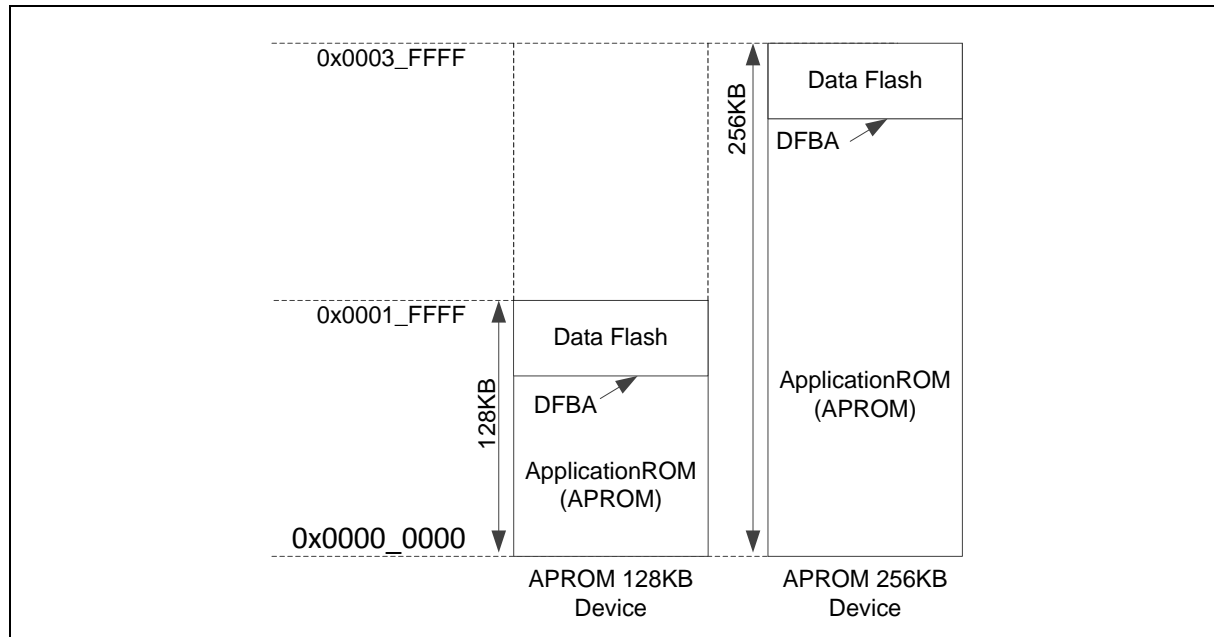 0x0003_FFFF
Data Flash
256KB
DFBA
0x0001_FFFF
Data Flash
128KB
DFBA
ApplicationROM
(APROM)
ApplicationROM
(APROM)
0x0000_0000
APROM 128KB
Device
APROM 256KB
Device